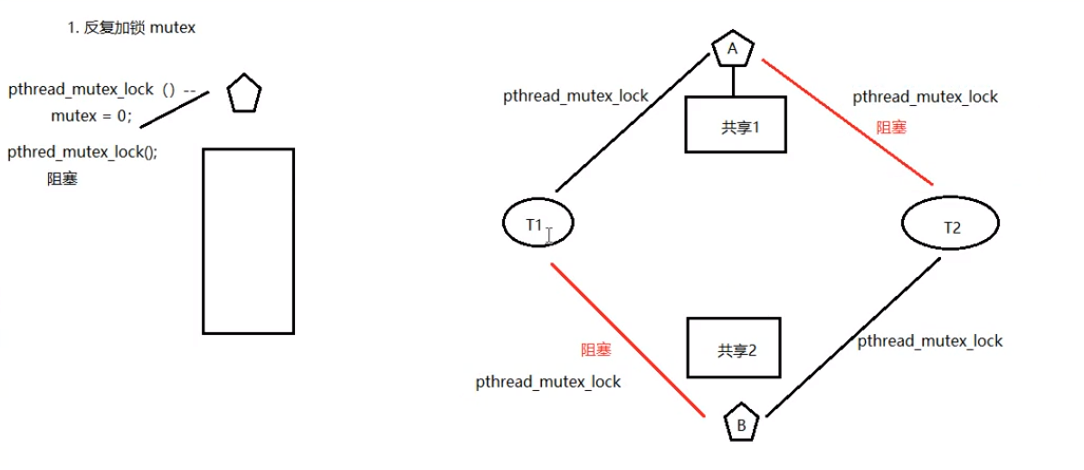 1. 反复加锁 mutex
pthread_mutex_lock () --
mutex = 0;
pthred_mutex_lock();
阻塞
A
pthread_mutex_lock
pthread_mutex_lock
共享1
阻塞
T1
T2
共享2
阻塞
pthread_mutex_lock
pthread_mutex_lock
B